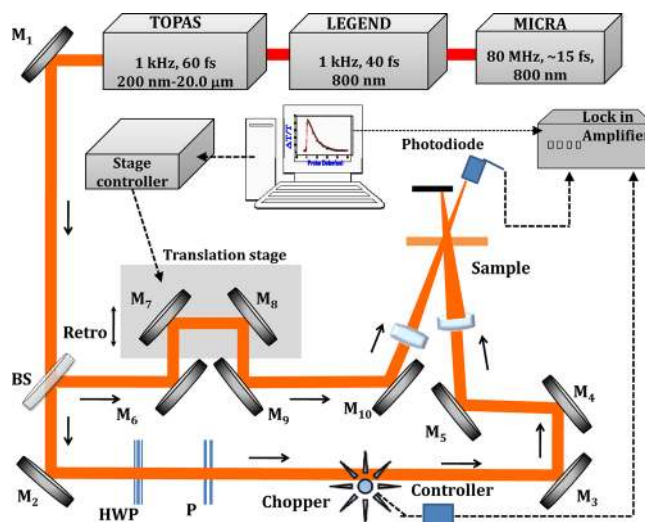 TOPAS
1 kHz, 60 fs
200 nm-20.0 µm
LEGEND
1 kHz, 40 fs
800 nm
MICRA
80 MHz, ~15 fs,
800 nm
M1
Stage
controller
ΔT/T
Photodiode
Lock in
Amplifier
Translation stage
Sample
M7
M8
Retro
BS
M6
M9
M10
M5
M4
M2
HWP
P
Chopper
Controller
M3